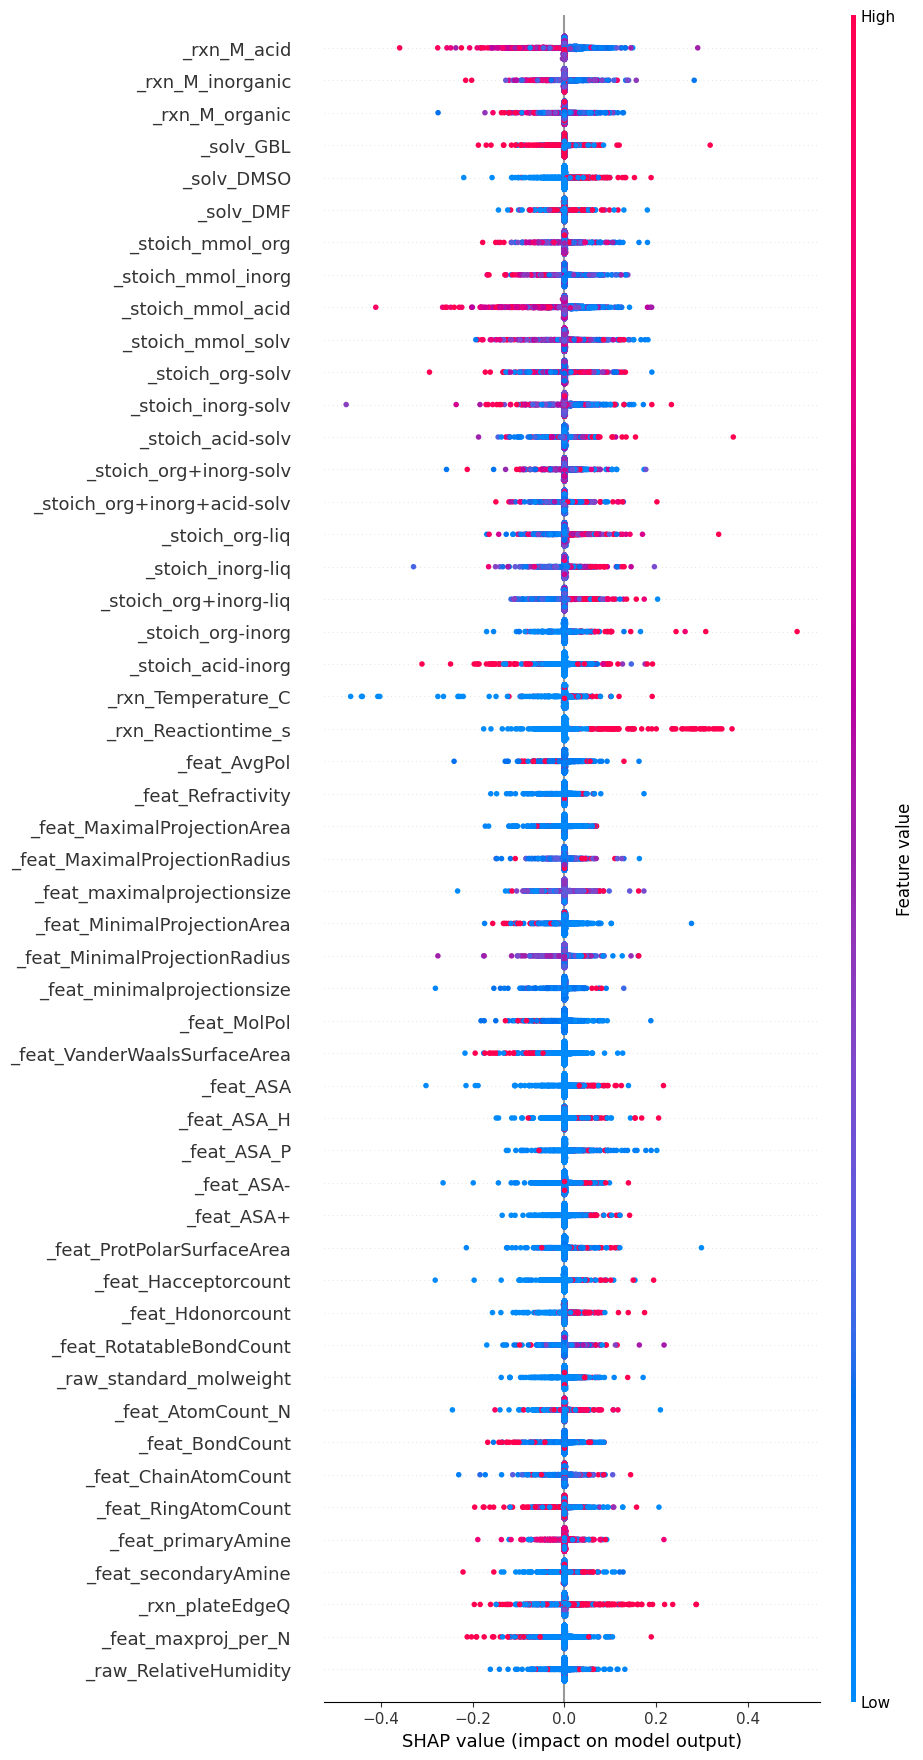 High
_rxn_M_acid
_rxn_M_inorganic
_rxn_M_organic
_solv_GBL
_solv_DMSO
_solv_DMF
_stoich_mmol_org
_stoich_mmol_inorg
_stoich_mmol_acid
_stoich_mmol_solv
_stoich_org-solv
_stoich_inorg-solv
_stoich_acid-solv
_stoich_org+inorg-solv
_stoich_org+inorg+acid-solv
_stoich_org-liq
_stoich_inorg-liq
_stoich_org+inorg-liq
_stoich_org-inorg
_stoich_acid-inorg
_rxn_Temperature_C
_rxn_Reactiontime_s
_feat_AvgPol
_feat_Refractivity
_feat_MaximalProjectionArea
_feat_MaximalProjectionRadius
_feat_maximalprojectionsize
_feat_MinimalProjectionArea
_feat_MinimalProjectionRadius
_feat_minimalprojectionsize
_feat_MolPol
_feat_VanderWaalsSurfaceArea
_feat_ASA
_feat_ASA_H
_feat_ASA_P
_feat_ASA-
_feat_ASA+
_feat_ProtPolarSurfaceArea
_feat_Hacceptorcount
_feat_Hdonorcount
_feat_RotatableBondCount
_raw_standard_molweight
_feat_AtomCount_N
_feat_BondCount
_feat_ChainAtomCount
_feat_RingAtomCount
_feat_primaryAmine
_feat_secondaryAmine
_rxn_plateEdgeQ
_feat_maxproj_per_N
_raw_RelativeHumidity
Feature value
Low
−0.4 −0.2 0.0 0.2 0.4
SHAP value (impact on model output)